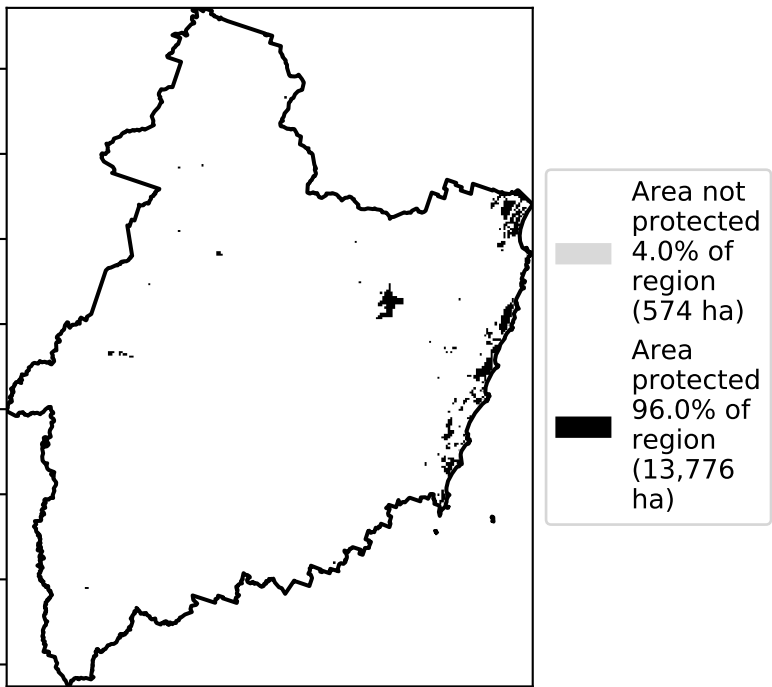 Area not
protected
4.0% of
region
(574 ha)
Area
protected
96.0% of
region
(13,776
ha)